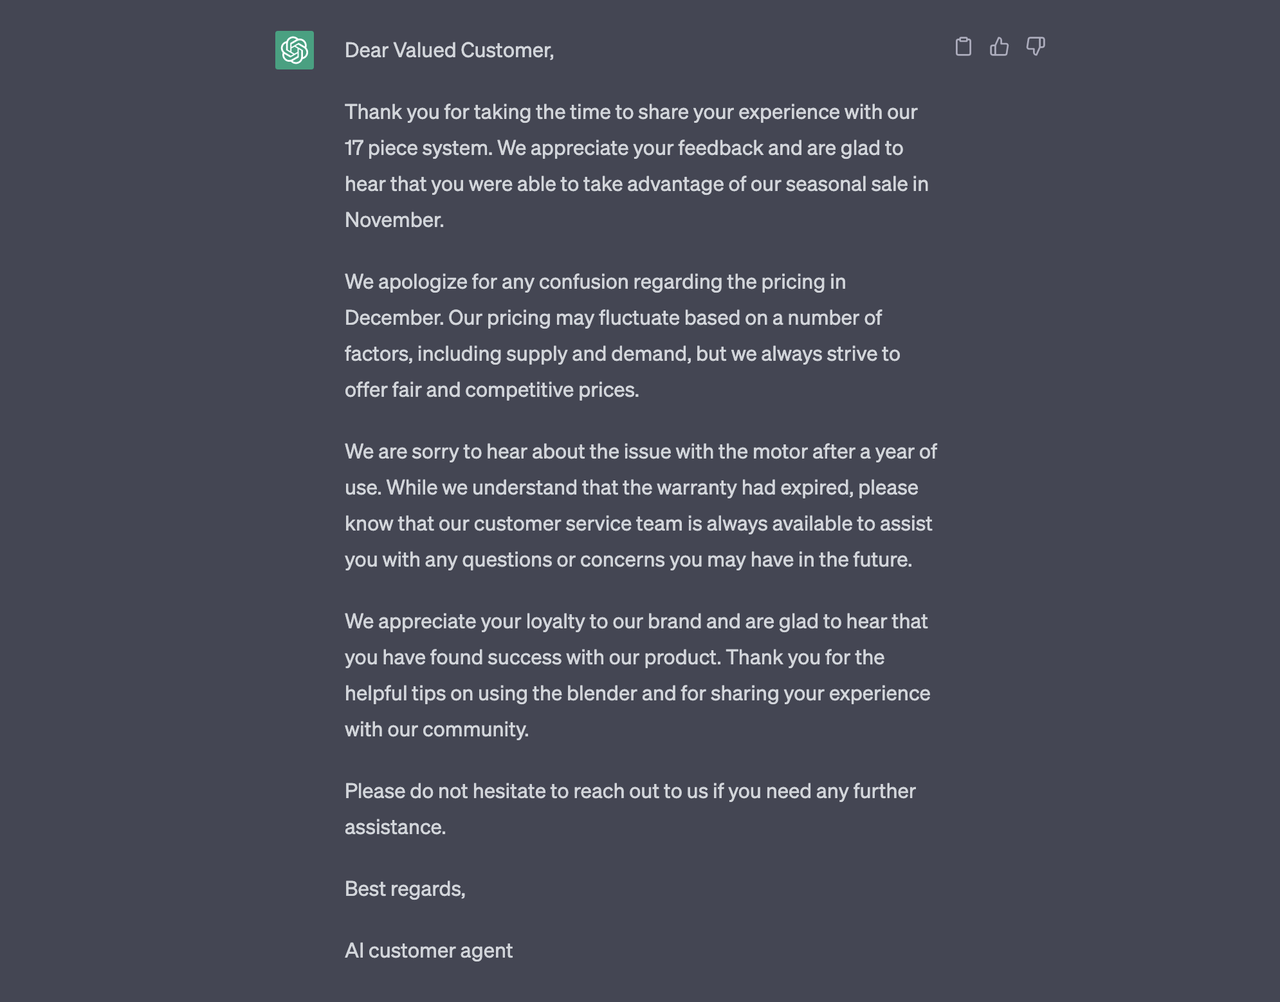 Dear Valued Customer,
Thank you for taking the time to share your experience with our
17 piece system. We appreciate your feedback and are glad to
hear that you were able to take advantage of our seasonal sale in
November.
We apologize for any confusion regarding the pricing in
December. Our pricing may fluctuate based on a number of
factors, including supply and demand, but we always strive to
offer fair and competitive prices.
We are sorry to hear about the issue with the motor after a year of
use. While we understand that the warranty had expired, please
know that our customer service team is always available to assist
you with any questions or concerns you may have in the future.
We appreciate your loyalty to our brand and are glad to hear that
you have found success with our product. Thank you for the
helpful tips on using the blender and for sharing your experience
with our community.
Please do not hesitate to reach out to us if you need any further
assistance.
Best regards,
AI customer agent